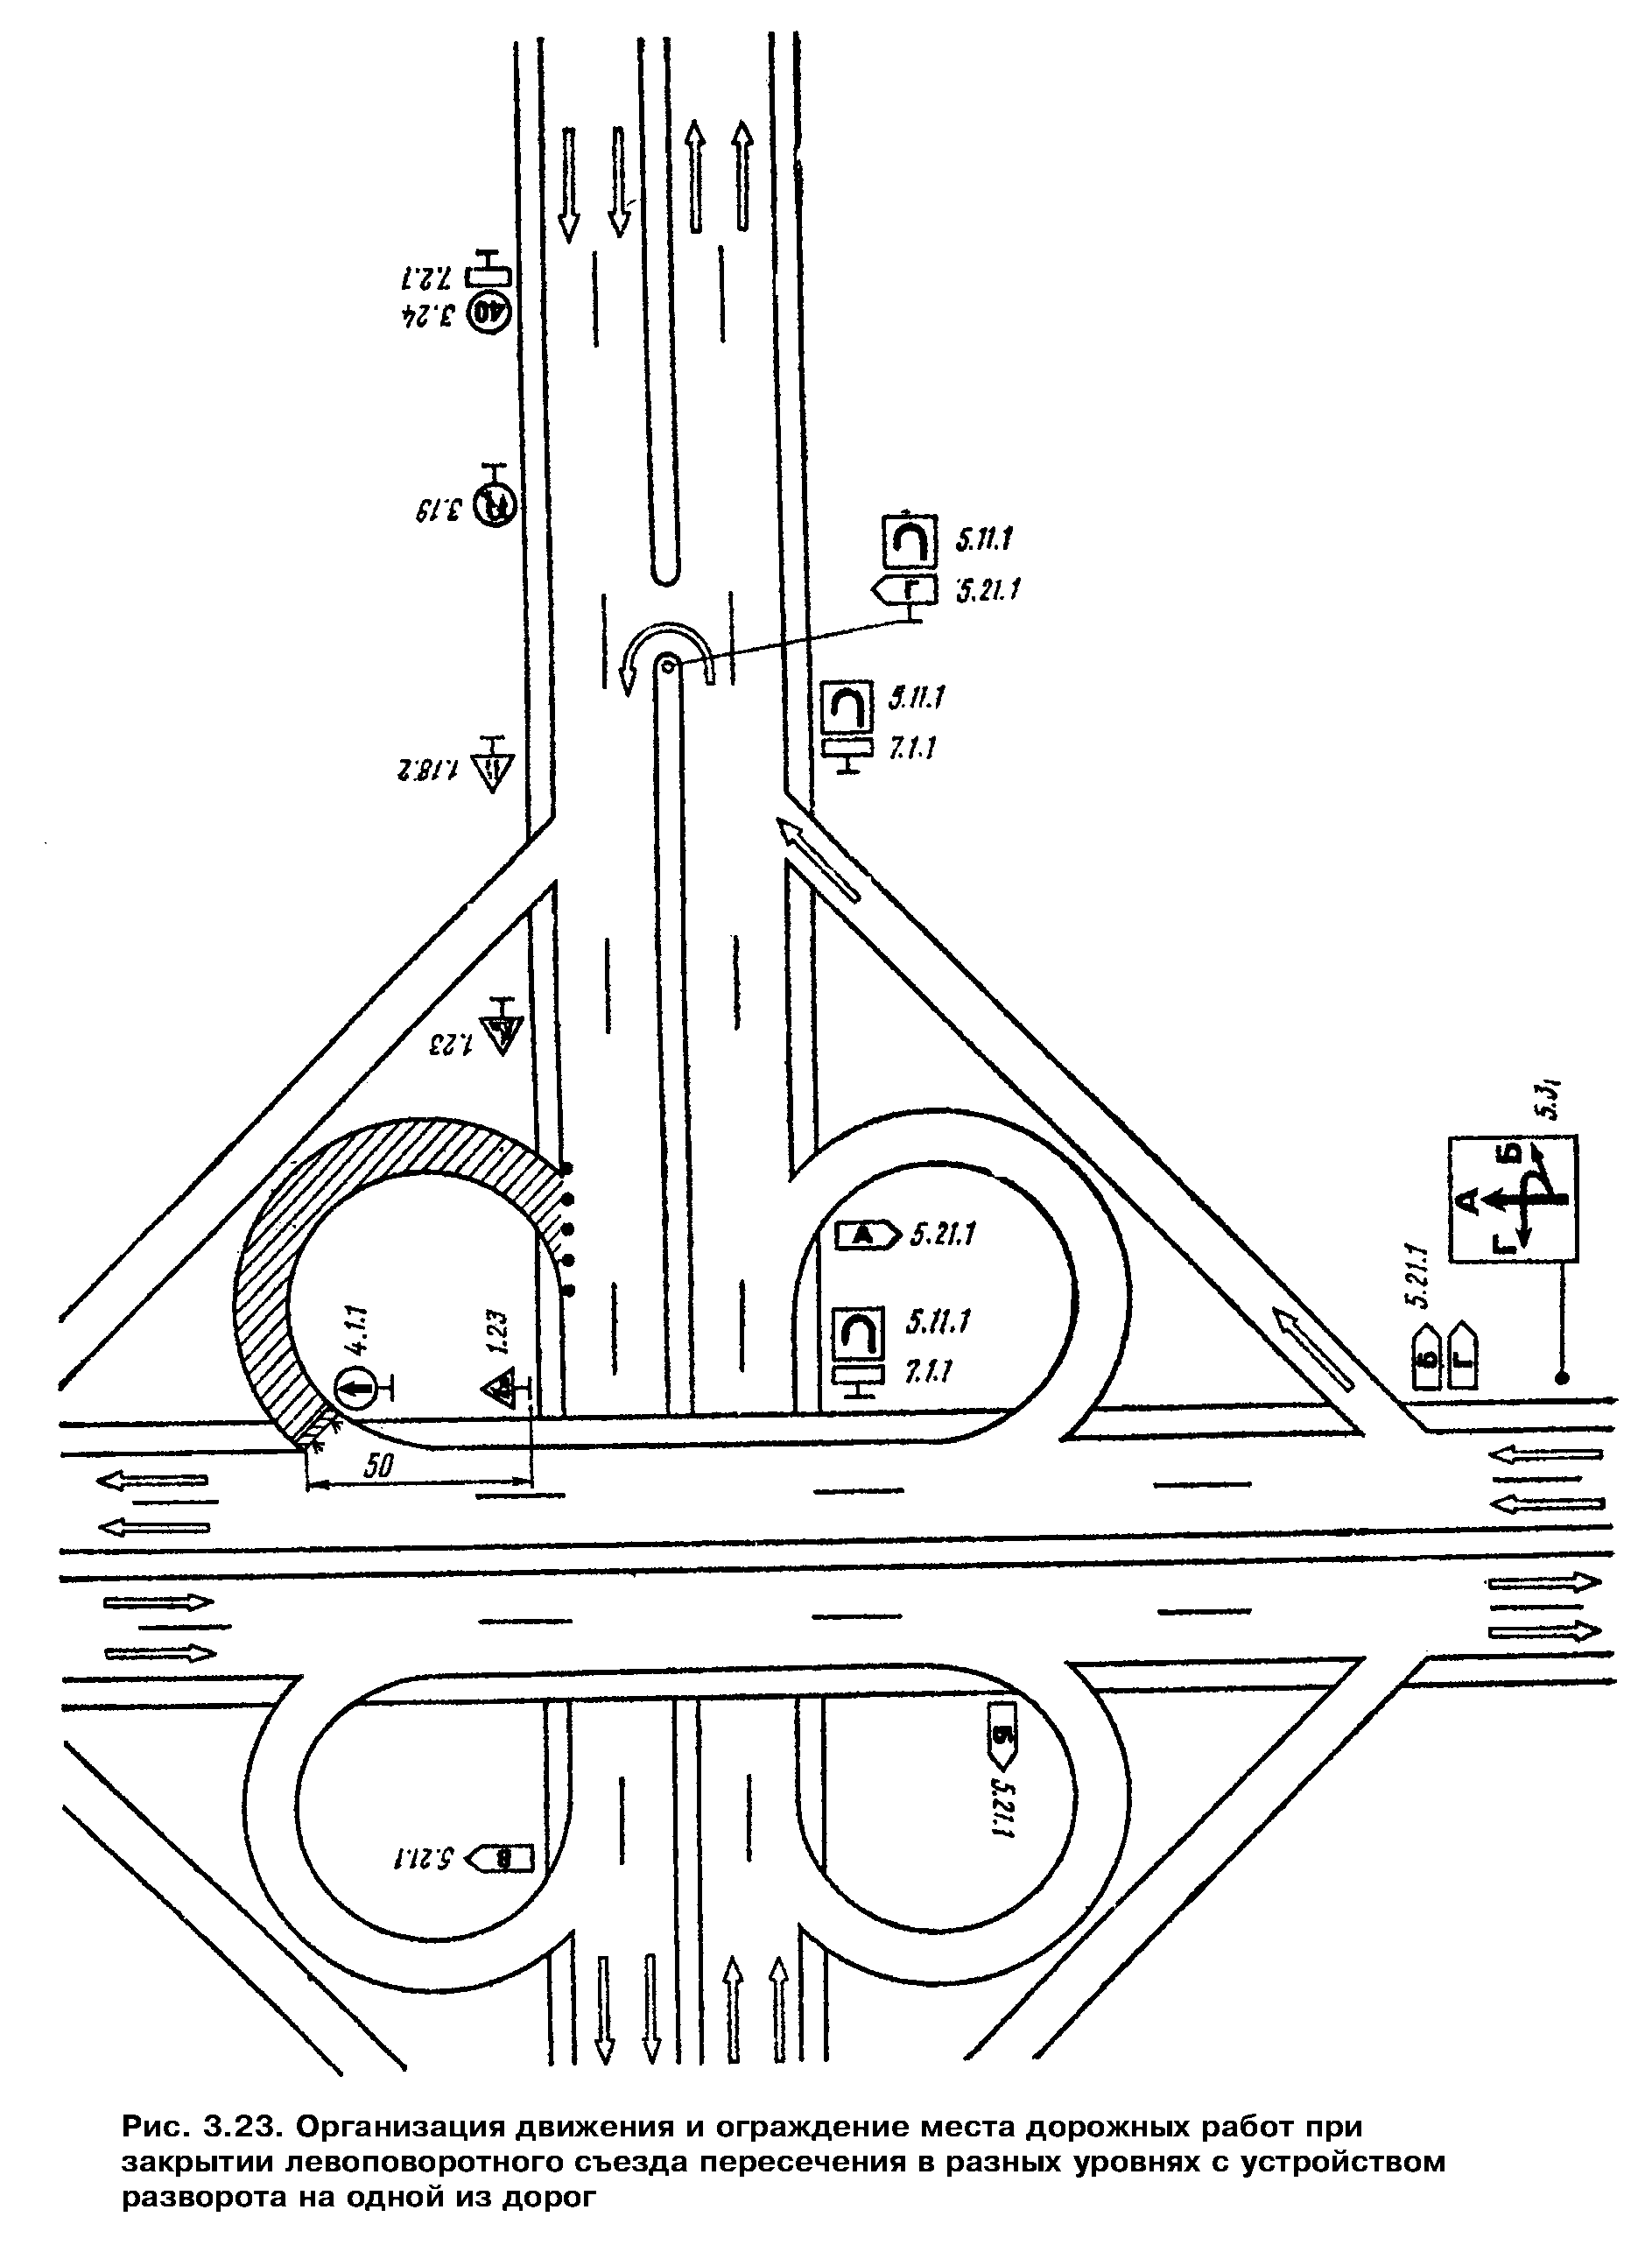 7.2.1
40
3.24
3.19
5.11.1
Г
5.21.1
5.11.1
7.1.1
1.18.2
1.23
5.3
А
Б
Г
А
5.21.1
5.21.1
Б
Г
4.1.1
1.23
5.11.1
7.1.1
50
Б
5.21.1
5.21.1
В
Рис. 3.23. Организация движения и ограждение места дорожных работ при
закрытии левоповоротного съезда пересечения в разных уровнях с устройством
разворота на одной из дорог